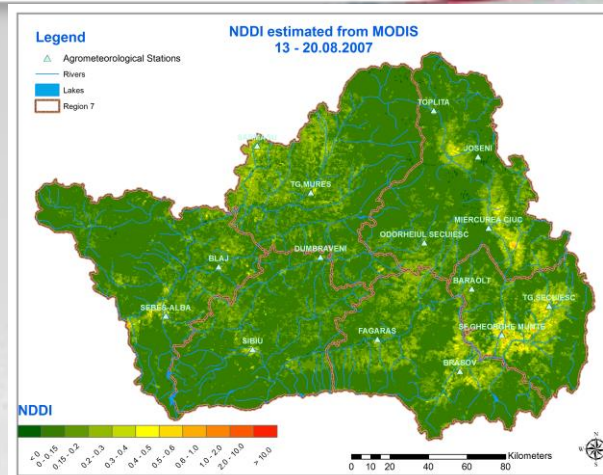 NDDI estimated from MODIS
13 - 20.08.2007
Legend
Agrometeorological Stations
Rivers
Lakes
Region 7
TOPLITA
JOSENI
TG.MURES
MIERCUREA CIUC
ODORHEIUL SECUIESC
DUMBRAVENI
BLAJ
BARAOLT
TG.SECUIESC
SEBES-ALBA
SF.GHEORGHE MUNTE
FAGARAS
SIBIU
BRASOV
NDDI
< 0
0 - 0.15
0.15 - 0.2
0.2 - 0.3
0.3 - 0.4
0.4 - 0.5
0.5 - 0.6
0.6 - 1.0
1.0 - 2.0
2.0 - 10.0
> 10.0
Kilometers
0 10 20 40 60 80